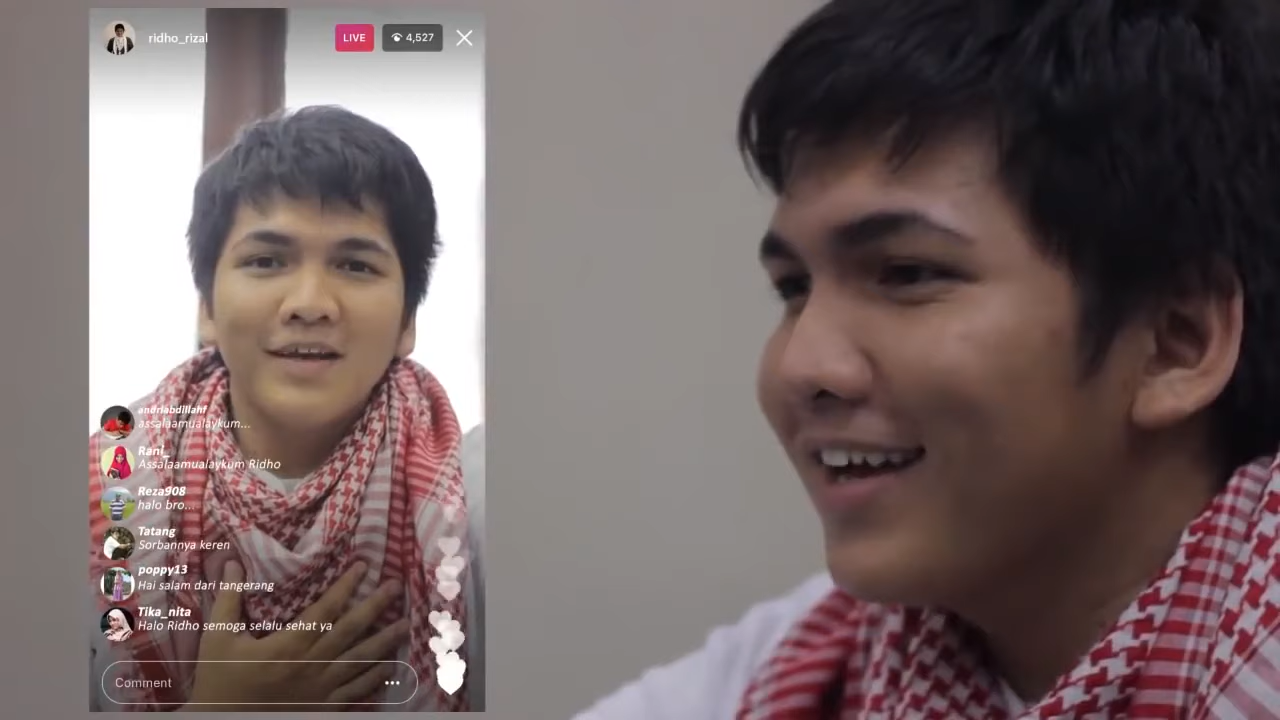 ridho_rizal
LIVE
4,527
andriabdillahf
assalaamualaykum...
Rani_
Assalaamualaykum Ridho
Reza908
halo bro...
Tatang
Sorbannya keren
poppy13
Hai salam dari tangerang
Tika_nita
Halo Ridho semoga selalu sehat ya
Comment